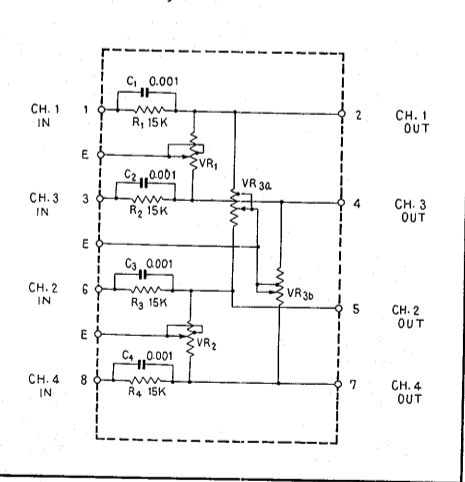 C₁ 0.001
CH. 1 IN
1
R₁ 15K
2
CH. 1 OUT
E
VR₁
C₂ 0.001
VR3a
CH. 3 IN
3
R₂ 15K
4
CH. 3 OUT
E
C₃ 0.001
CH. 2 IN
6
R₃ 15K
VR3b
5
CH. 2 OUT
E
VR₂
C₄ 0.001
CH. 4 IN
8
R₄ 15K
7
CH. 4 OUT